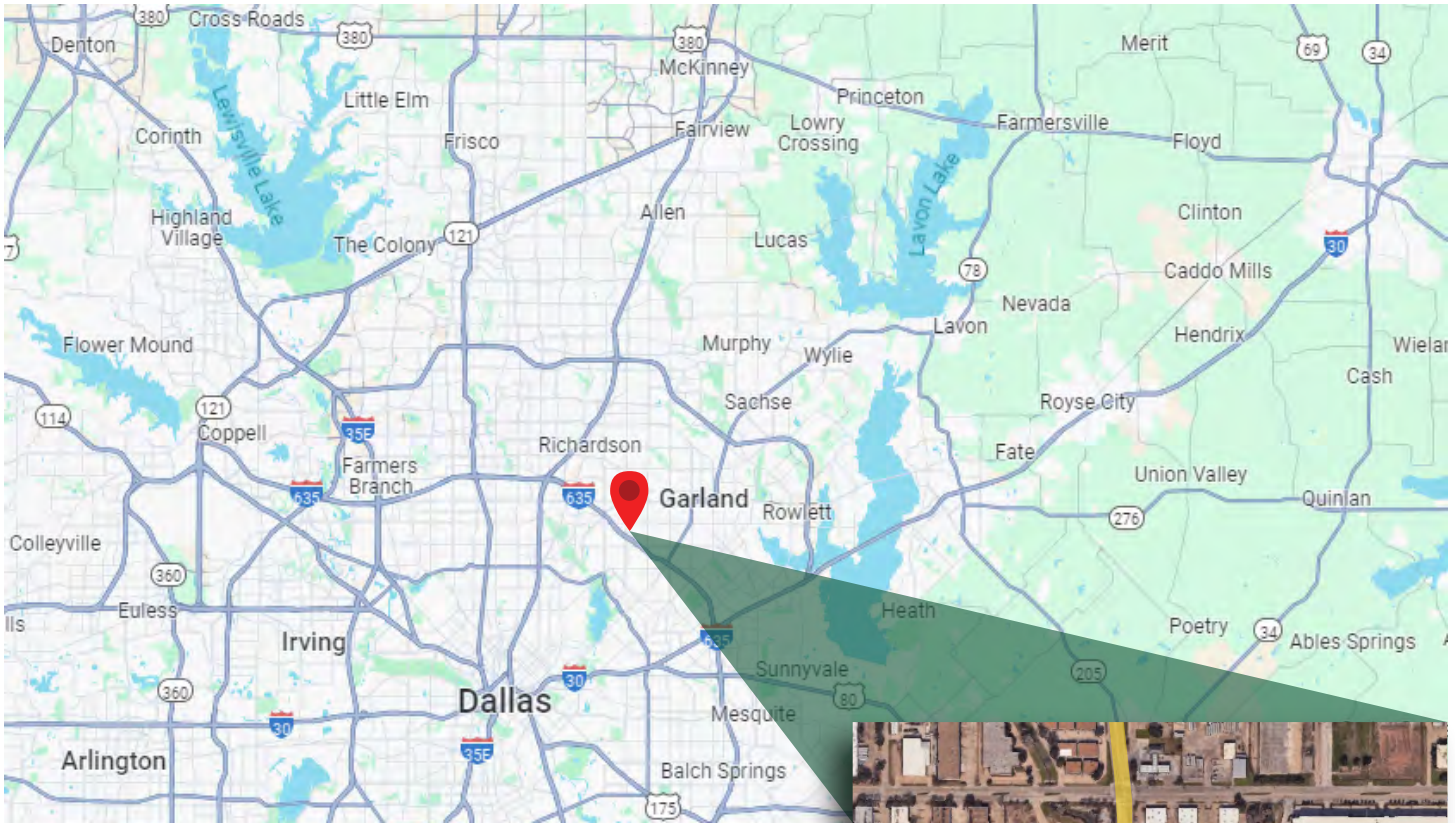 380
Cross Roads
Denton
380
380
McKinney
Merit
69
34
Little Elm
Princeton
Corinth
Lewisville Lake
Frisco
Fairview
Lowry
Crossing
Farmersville
Floyd
Lavon Lake
Highland
Village
The Colony
121
Allen
Lucas
Clinton
30
78
Caddo Mills
Nevada
Flower Mound
Murphy
Wylie
Lavon
Hendrix
Cash
114
121
Coppell
35E
Sachse
Royse City
Richardson
Fate
Farmers
Branch
635
635
Garland
Rowlett
Union Valley
Quinlan
276
Colleyville
360
Euless
Irving
635
Heath
Poetry
34
Ables Springs
Sunnyvale
205
360
Dallas
30
80
Mesquite
30
35E
Arlington
Balch Springs
175